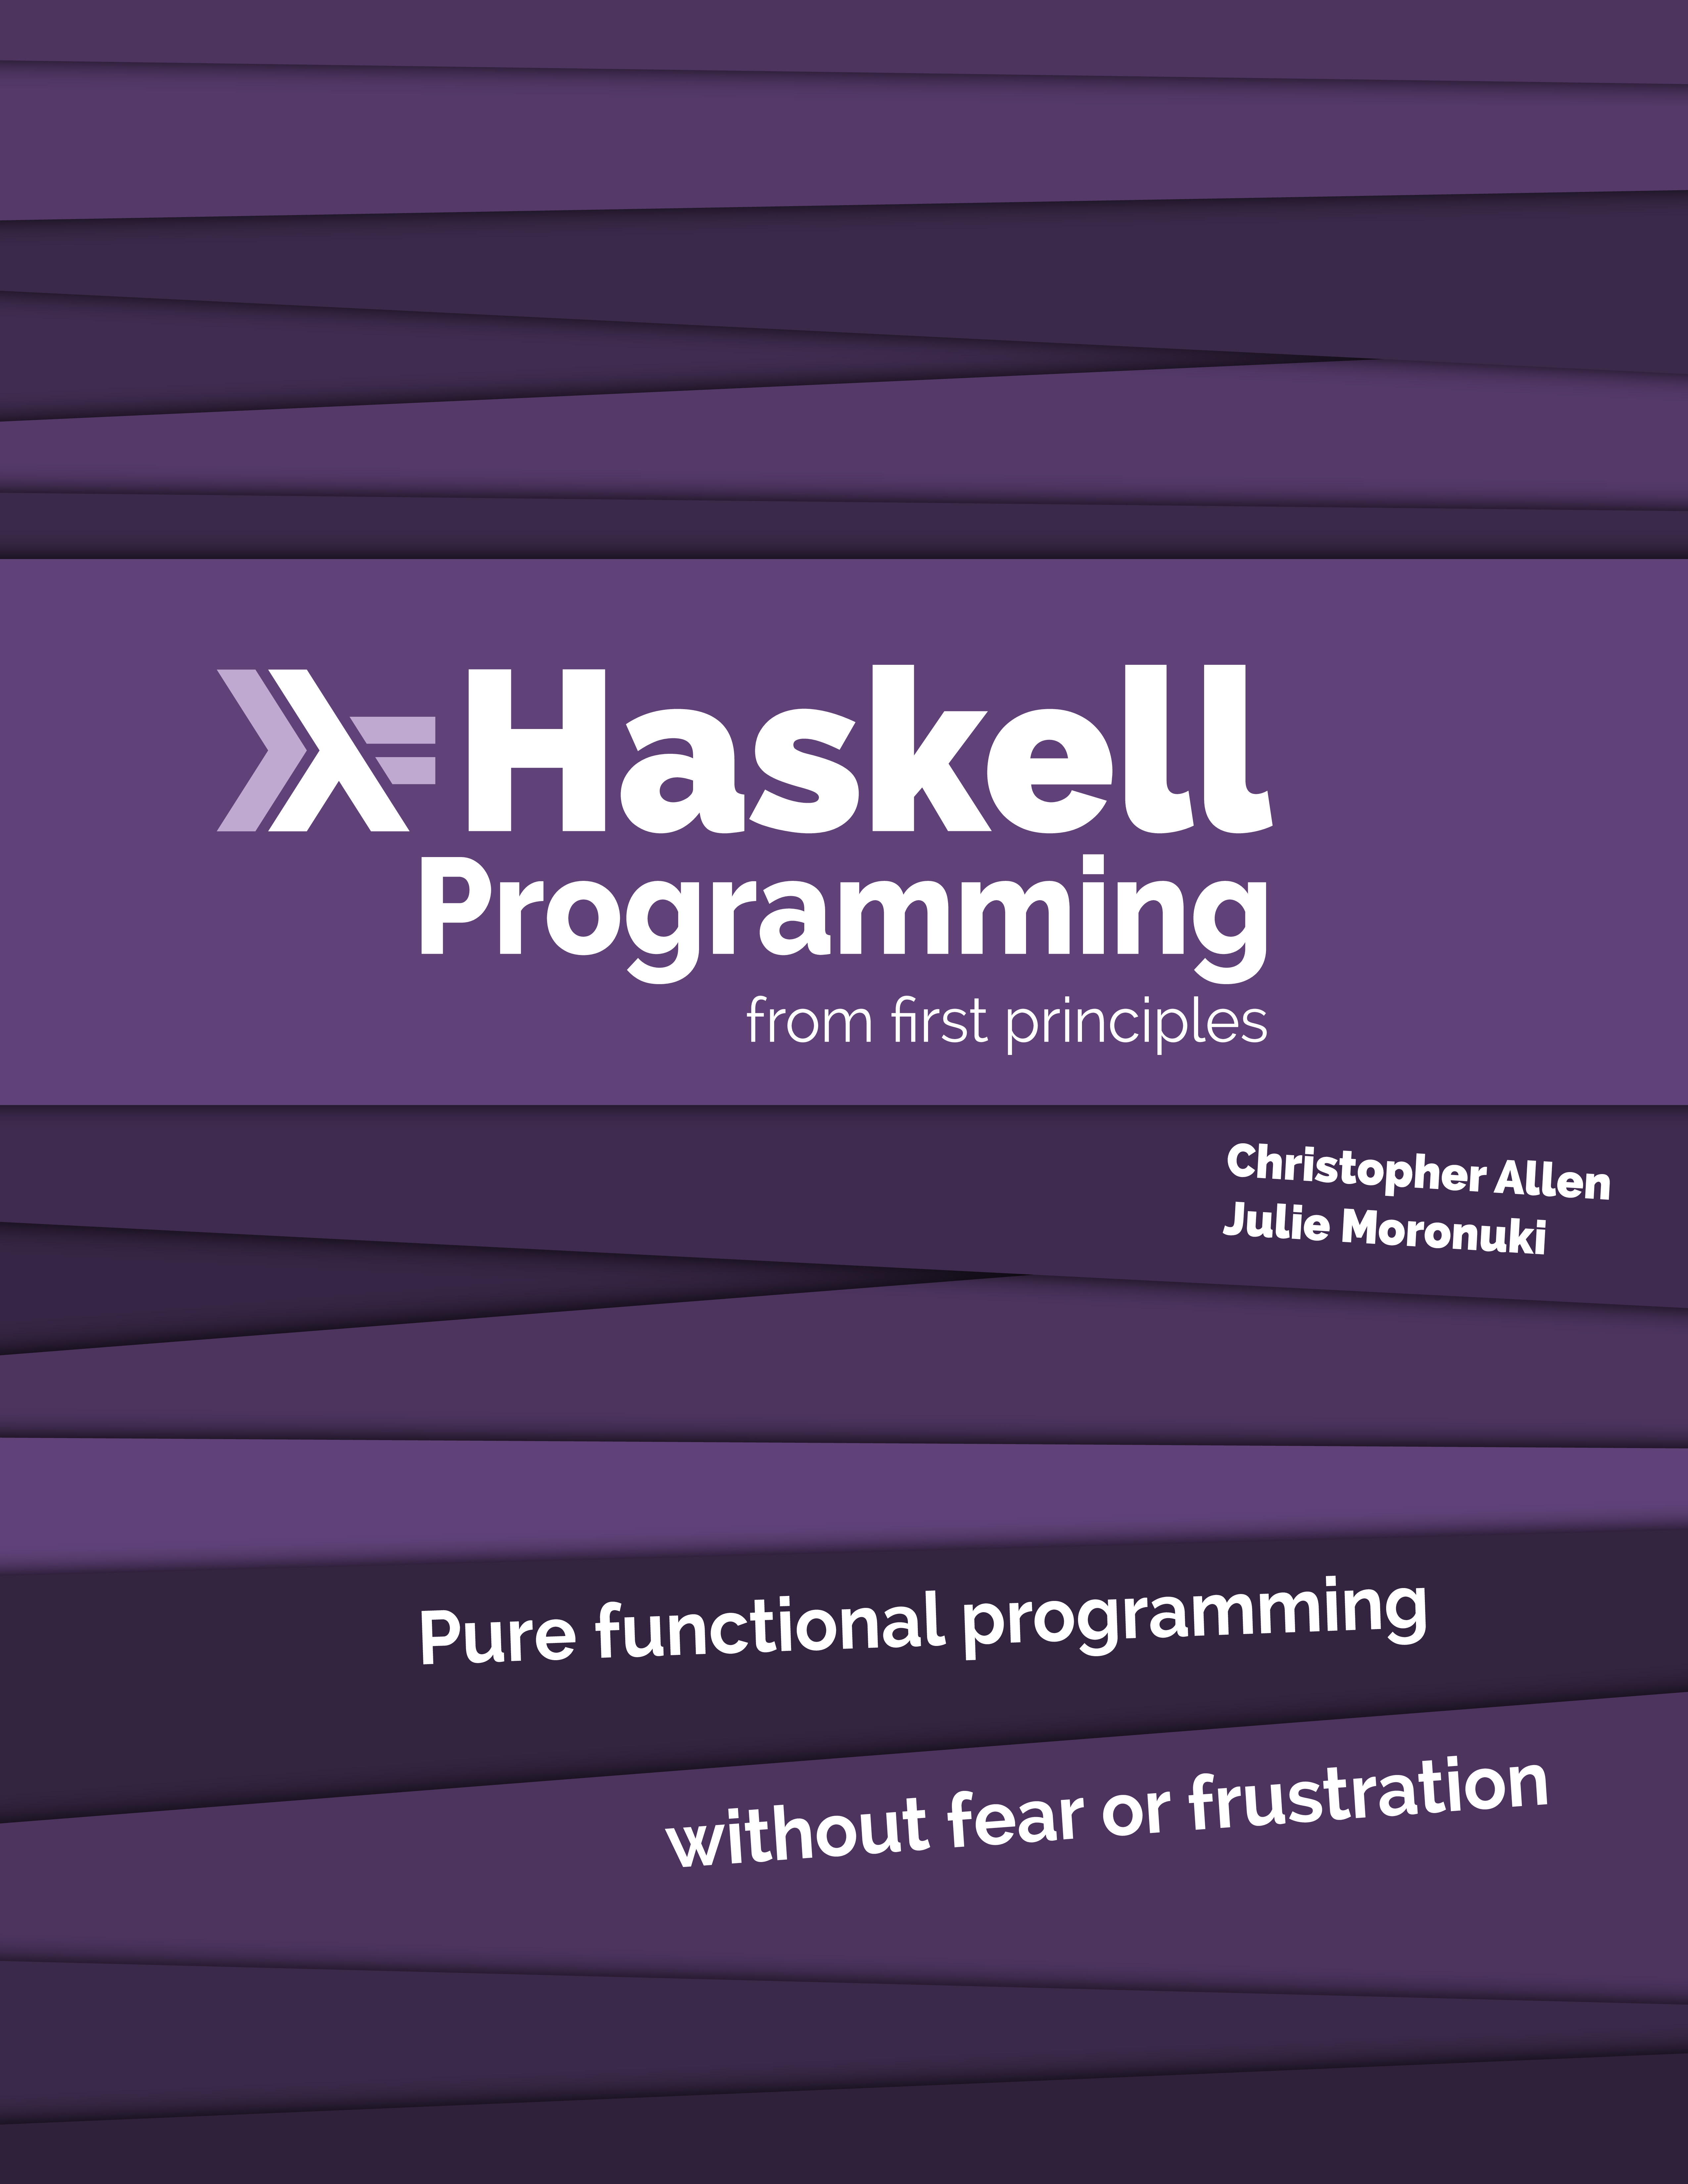 Haskell
Programming
from first principles
Christopher Allen
Julie Moronuki
Pure functional programming
without fear or frustration